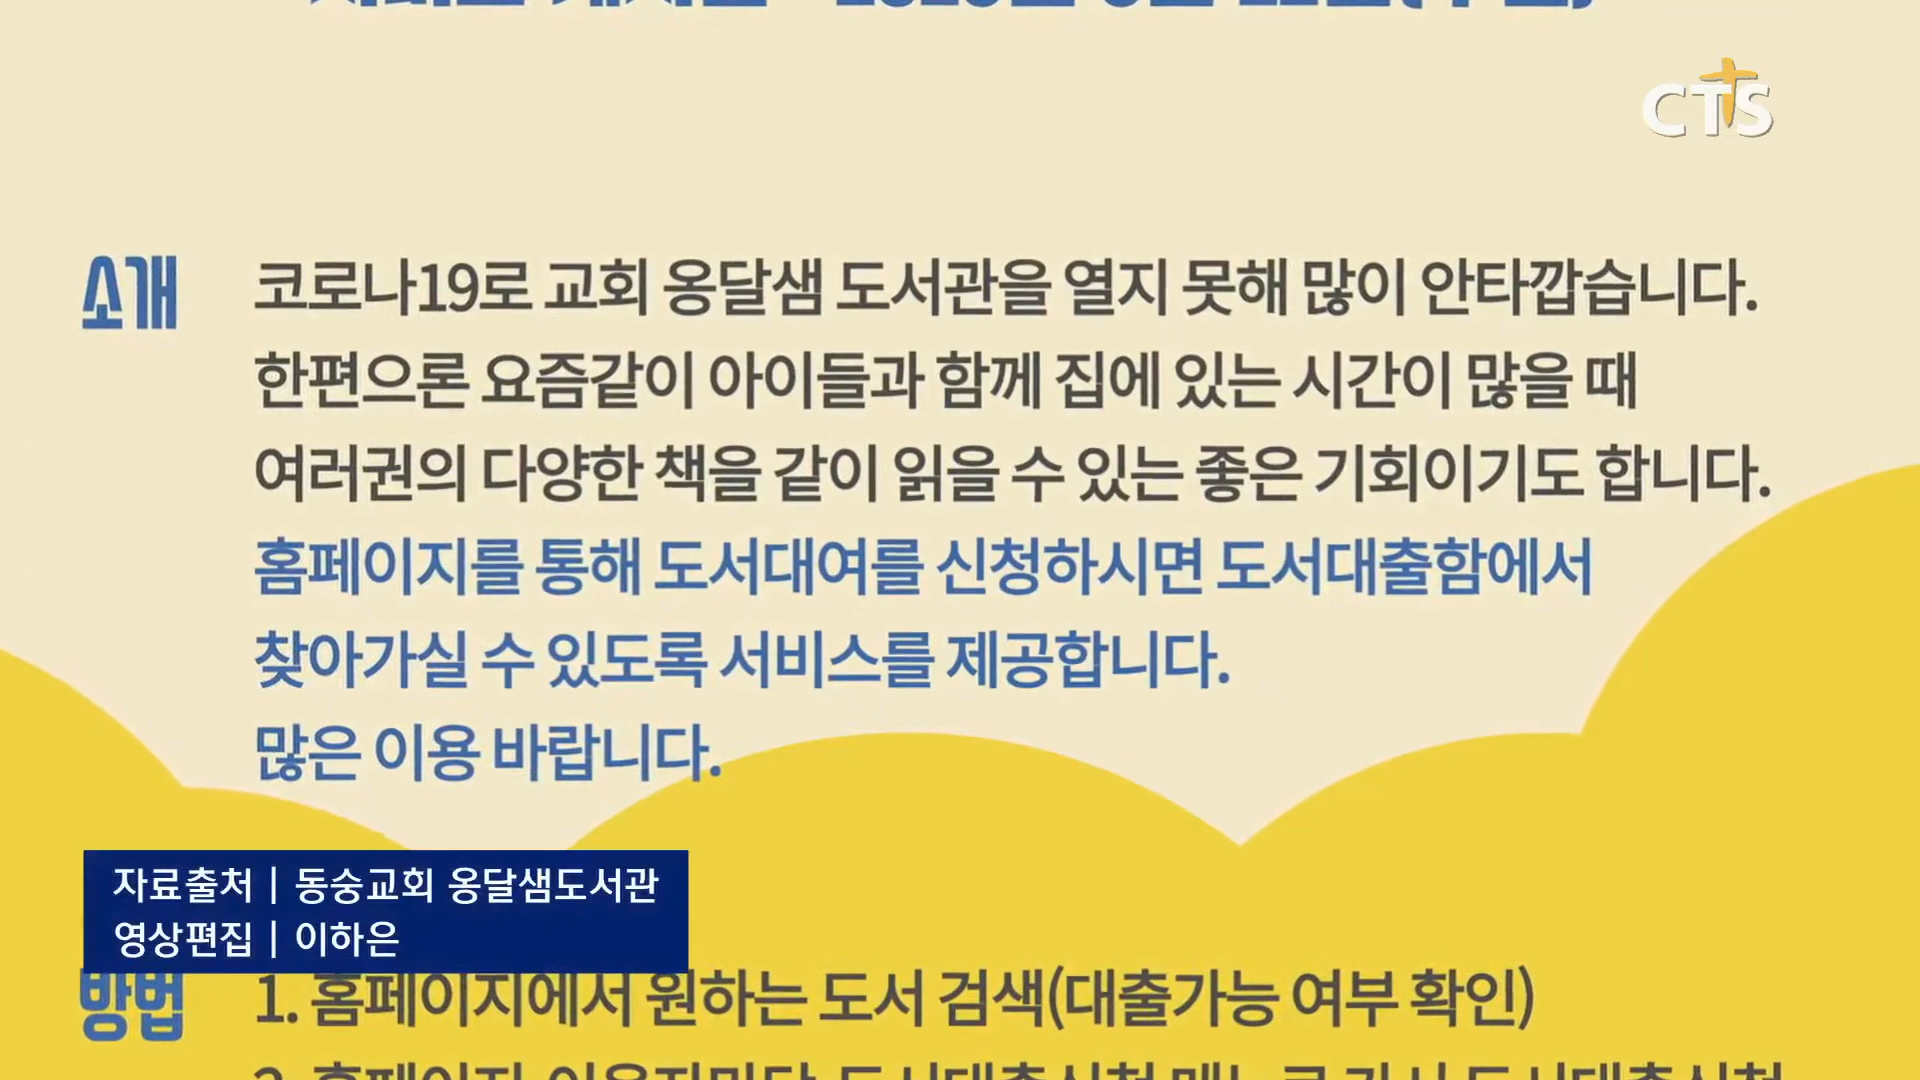 CTS
소개
코로나19로 교회 옹달샘 도서관을 열지 못해 많이 안타깝습니다.
한편으론 요즘같이 아이들과 함께 집에 있는 시간이 많을 때
여러권의 다양한 책을 같이 읽을 수 있는 좋은 기회이기도 합니다.
홈페이지를 통해 도서대여를 신청하시면 도서대출함에서
찾아가실 수 있도록 서비스를 제공합니다.
많은 이용 바랍니다.
자료출처 | 동숭교회 옹달샘도서관
영상편집 | 이하은
방법
1. 홈페이지에서 원하는 도서 검색(대출가능 여부 확인)